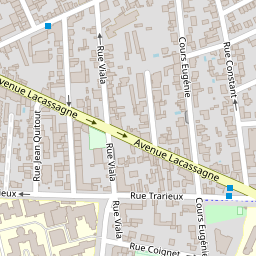 Rue Viala
Cours Eugénie
Rue Constant
Avenue Lacassagne
Rue Jean Quitout
Rue Viala
Avenue Lacassagne
ieux
Rue Trarieux
Rue Viala
Cours Eugénie
Rue Coignet